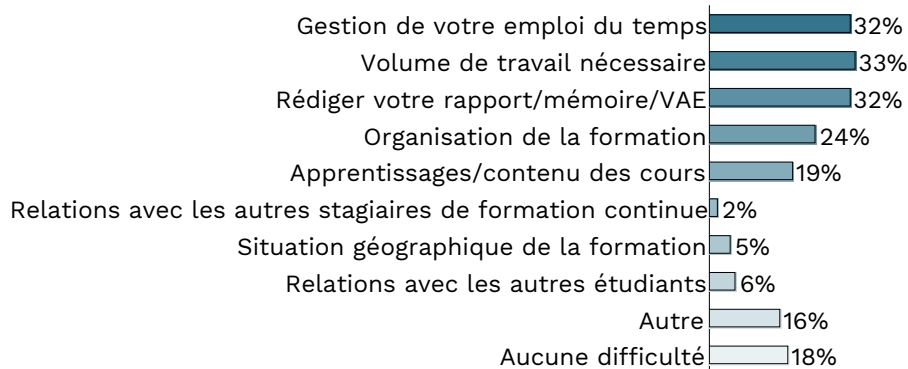 Gestion de votre emploi du temps 32%
Volume de travail nécessaire 33%
Rédiger votre rapport/mémoire/VAE 32%
Organisation de la formation 24%
Apprentissages/contenu des cours 19%
Relations avec les autres stagiaires de formation continue 2%
Situation géographique de la formation 5%
Relations avec les autres étudiants 6%
Autre 16%
Aucune difficulté 18%